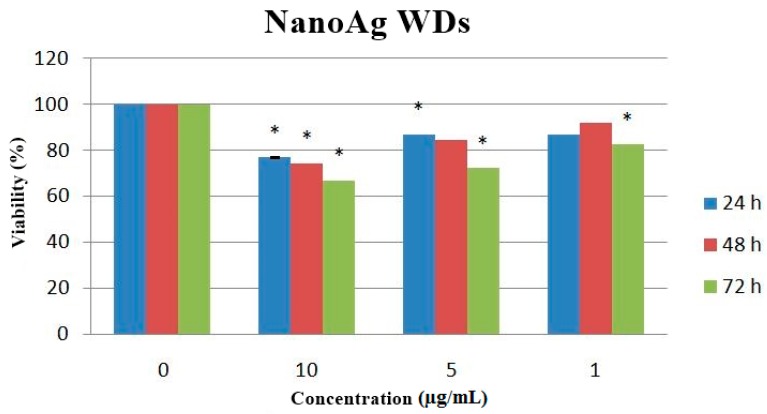 NanoAg WDs
120
100
80
60
40
20
0
Viability (%)
* * *
* *
*
0 10 5 1
Concentration (µg/mL)
24 h
48 h
72 h